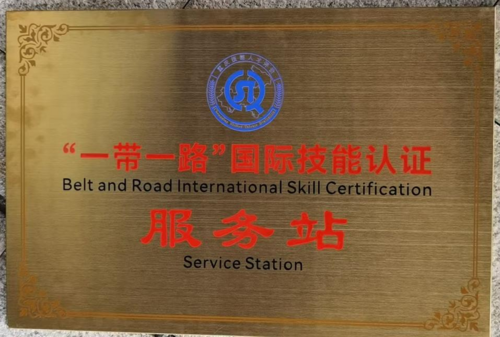 “一带一路”国际技能认证
Belt and Road International Skill Certification
服务站
Service Station